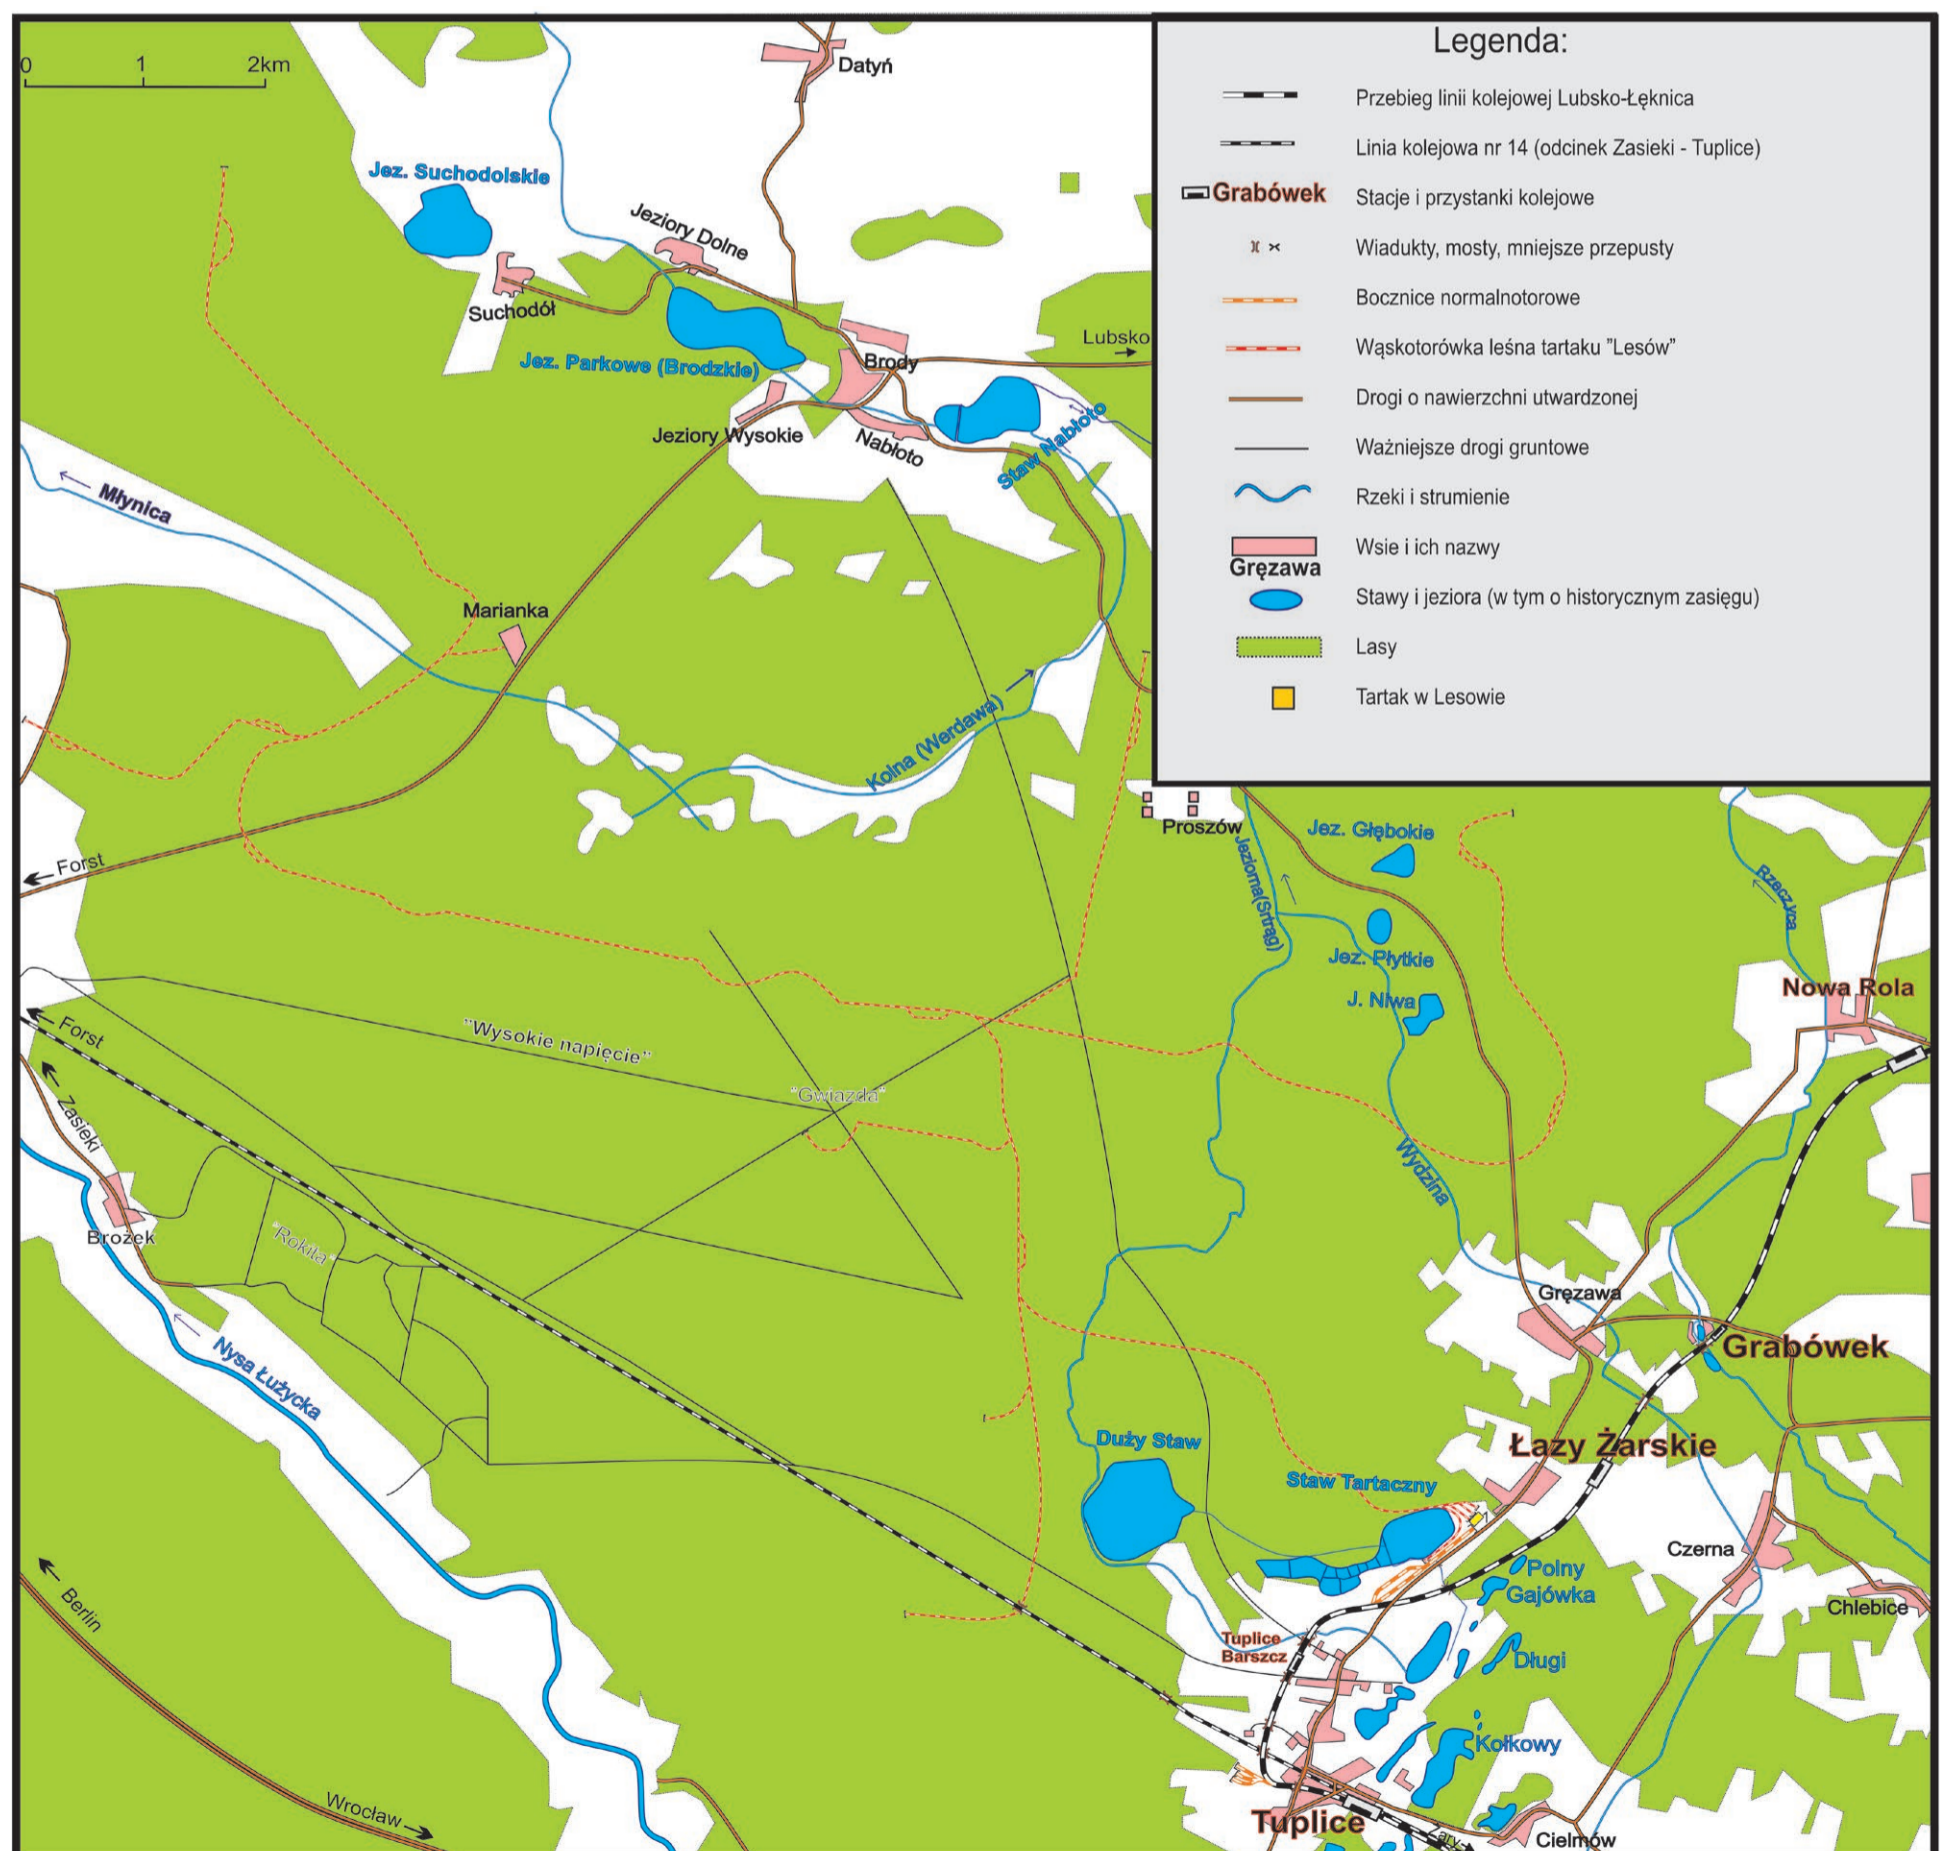 0 1 2km
Datyń
Jez. Suchodolskie
Jeziory Dolne
Suchodół
Jez. Parkowe (Brodzkie)
Brody
Lubsko
Jeziory Wysokie
Nabłoto
Staw Nabłoto
Młynica
Marianka
Kolna (Werdawa)
Forst
Legenda:
Przebieg linii kolejowej Lubsko-Łęknica
Linia kolejowa nr 14 (odcinek Zasieki - Tuplice)
Grabówek
Stacje i przystanki kolejowe
Wiadukty, mosty, mniejsze przepusty
Bocznice normalnotorowe
Wąskotorówka leśna tartaku "Lesów"
Drogi o nawierzchni utwardzonej
Ważniejsze drogi gruntowe
Rzeki i strumienie
Wsie i ich nazwy
Gręzawa
Stawy i jeziora (w tym o historycznym zasięgu)
Lasy
Tartak w Lesowie
Proszów
Jeziorna(Srtrąg)
Jez. Głębokie
Jez. Płytkie
J. Niwa
Rzeczyca
Nowa Rola
"Wysokie napięcie"
"Gwiazda"
Forst
Zasieki
Brożek
"Rokita"
Nysa Łużycka
Wydzina
Gręzawa
Grabówek
Łazy Żarskie
Duży Staw
Staw Tartaczny
Czerna
Chlebice
Polny
Gajówka
Długi
Tuplice
Barszcz
Kołkowy
Berlin
Wrocław
Tuplice
Żary
Cielmów